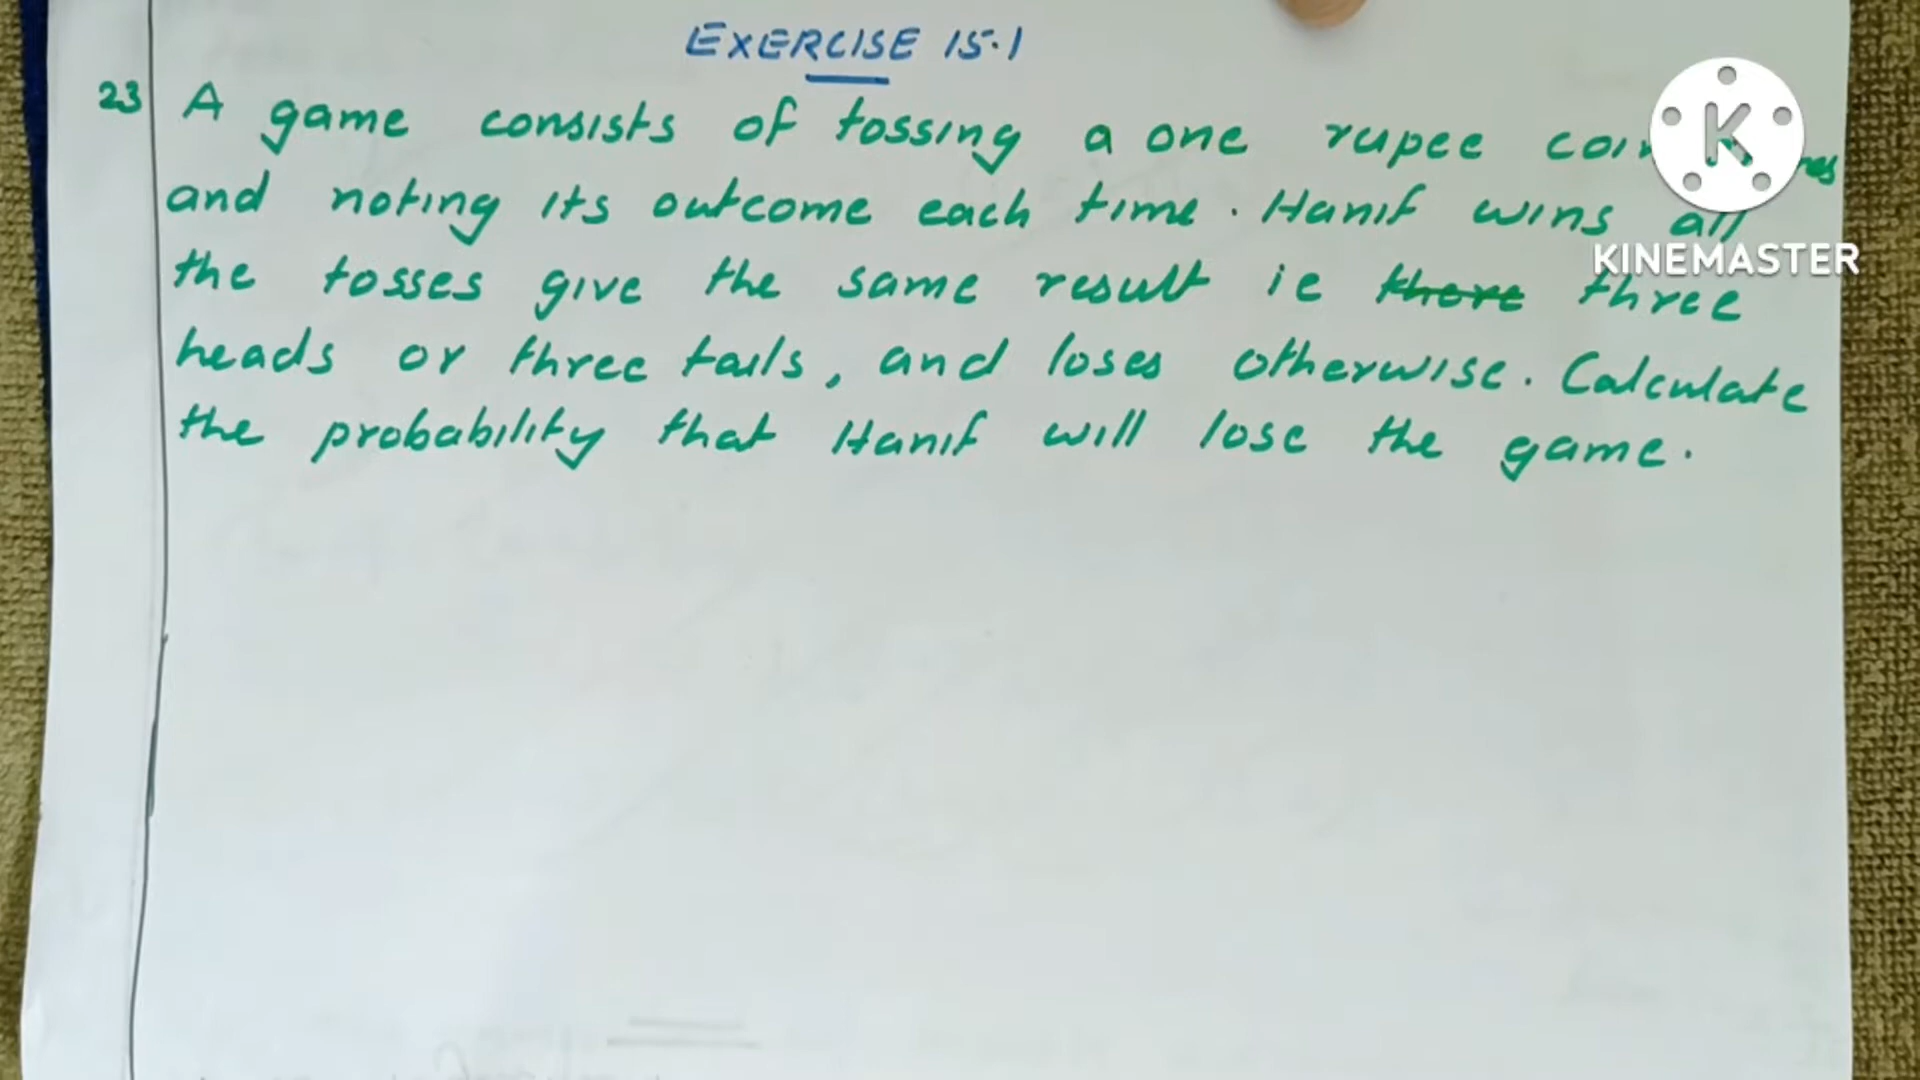 EXERCISE 15.1
23 A game consists of tossing a one rupee
and noting its outcome each time. Hanif wins all
the tosses give the same result ie there three
heads or three tails, and loses otherwise. Calculate
the probability that Hanif will lose the game.
K
KINEMASTER